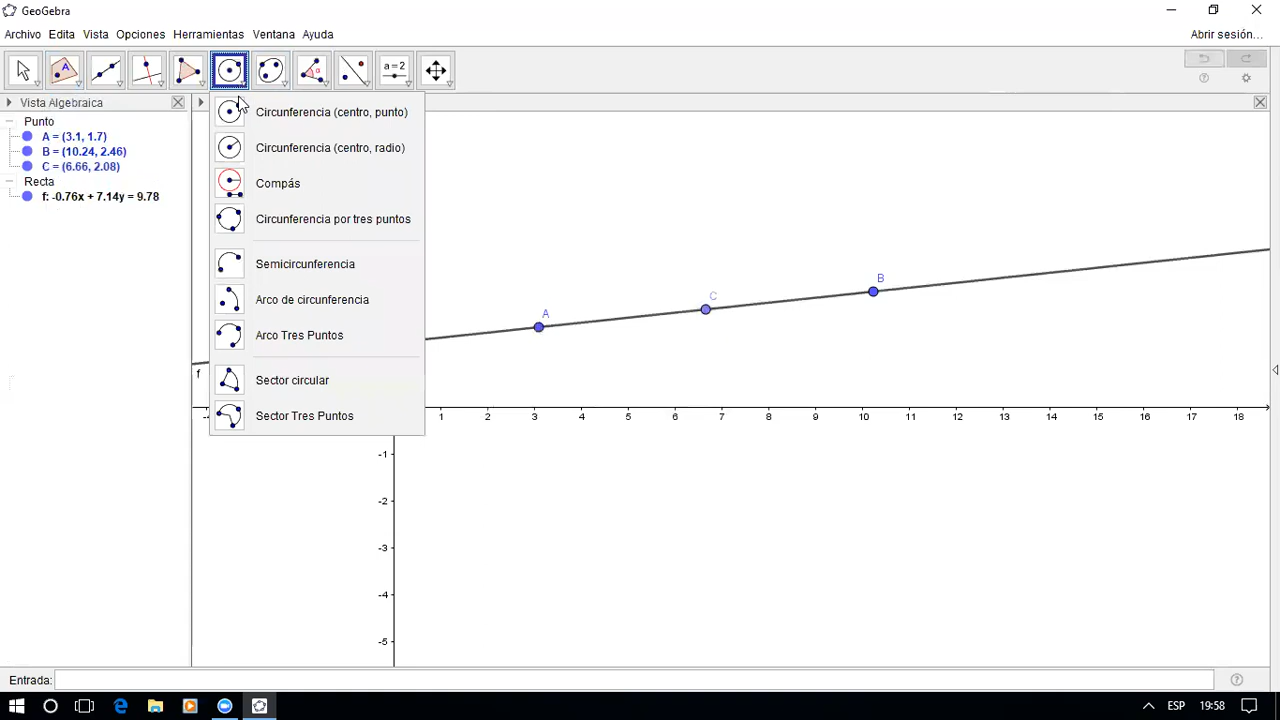 GeoGebra
Archivo Edita Vista Opciones Herramientas Ventana Ayuda
Abrir sesión...
A
α
a = 2
Vista Algebraica
Punto
A = (3.1, 1.7)
B = (10.24, 2.46)
C = (6.66, 2.08)
Recta
f: -0.76x + 7.14y = 9.78
Circunferencia (centro, punto)
Circunferencia (centro, radio)
Compás
Circunferencia por tres puntos
Semicircunferencia
Arco de circunferencia
Arco Tres Puntos
Sector circular
Sector Tres Puntos
B
C
A
f
1 2 3 4 5 6 7 8 9 10 11 12 13 14 15 16 17 18
-1
-2
-3
-4
-5
Entrada:
ESP 19:58